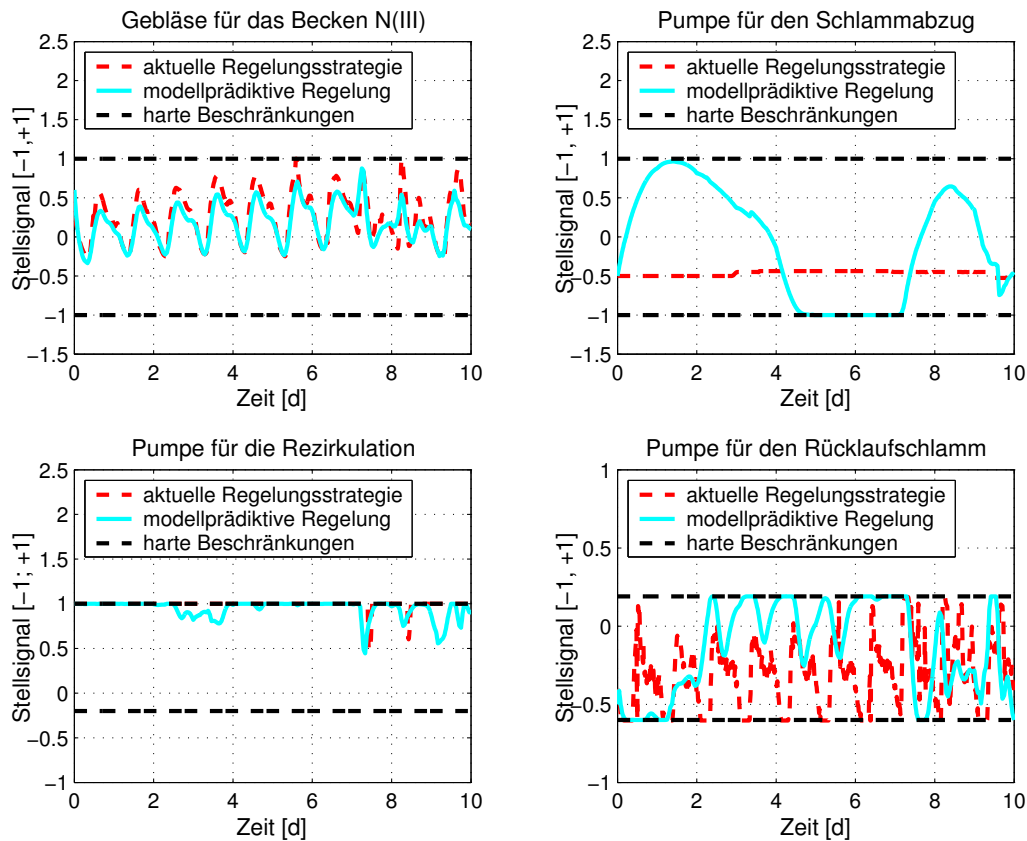 Gebläse für das Becken N(III)
2.5
2
1.5
1
0.5
0
−0.5
−1
−1.5
Stellsignal [−1,+1]
aktuelle Regelungsstrategie
modellprädiktive Regelung
harte Beschränkungen
0 2 4 6 8 10
Zeit [d]
Pumpe für den Schlammabzug
2.5
2
1.5
1
0.5
0
−0.5
−1
−1.5
Stellsignal [−1, +1]
aktuelle Regelungsstrategie
modellprädiktive Regelung
harte Beschränkungen
0 2 4 6 8 10
Zeit [d]
Pumpe für die Rezirkulation
2.5
2
1.5
1
0.5
0
−0.5
−1
Stellsignal [−1; +1]
aktuelle Regelungsstrategie
modellprädiktive Regelung
harte Beschränkungen
0 2 4 6 8 10
Zeit [d]
Pumpe für den Rücklaufschlamm
1
0.5
0
−0.5
−1
Stellsignal [−1, +1]
aktuelle Regelungsstrategie
modellprädiktive Regelung
harte Beschränkungen
0 2 4 6 8 10
Zeit [d]